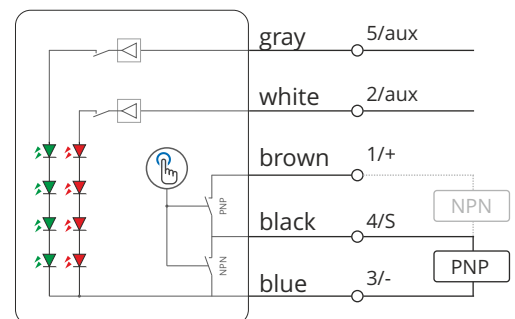 gray 5/aux
white 2/aux
brown 1/+
NPN
PNP
black 4/S
PNP
NPN
blue 3/-